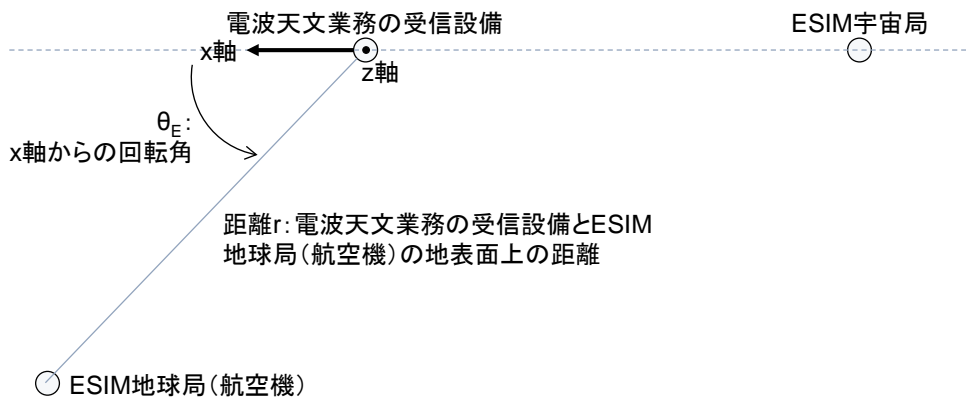 電波天文業務の受信設備
ESIM宇宙局
x軸
z軸
θE:
x軸からの回転角
距離r:電波天文業務の受信設備とESIM
地球局(航空機)の地表面上の距離
ESIM地球局(航空機)